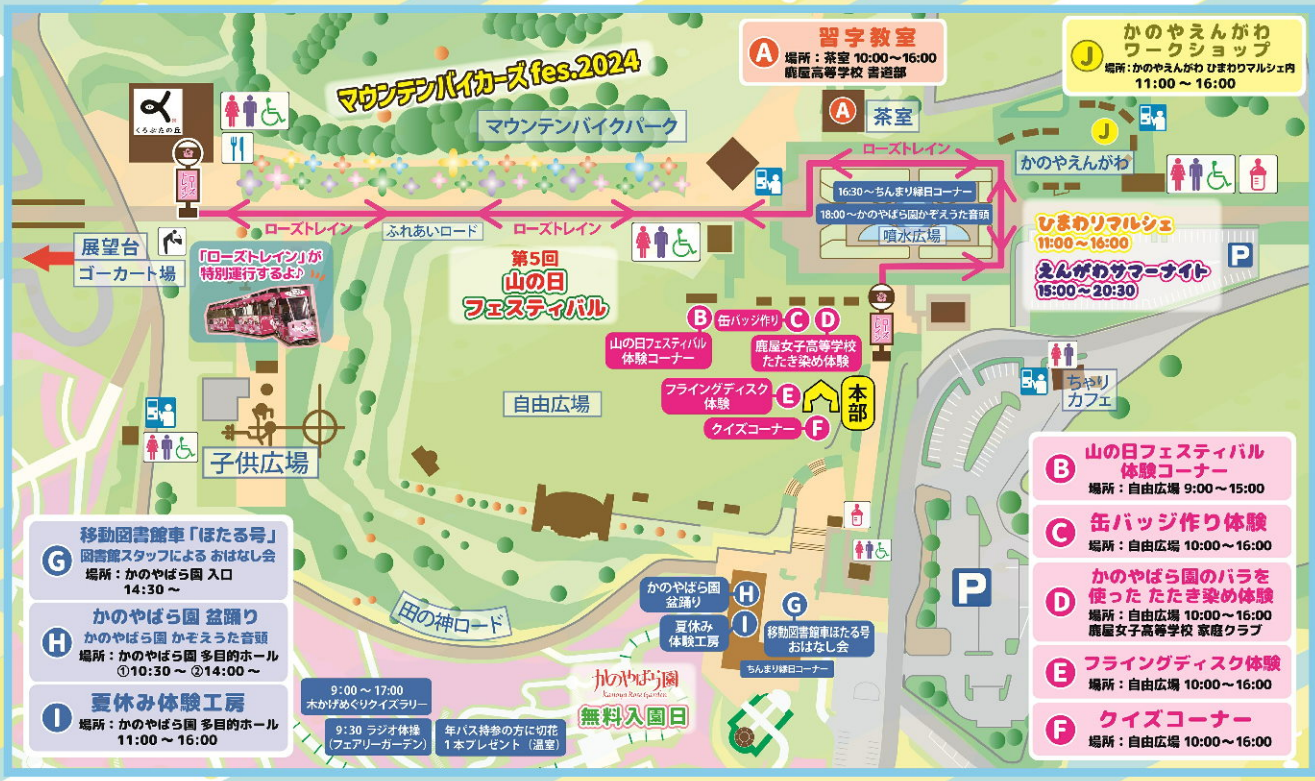 A
習字教室
場所：茶室 10:00～16:00
鹿屋高等学校 書道部
J
かのやえんがわ
ワークショップ
場所：かのやえんがわ ひまわりマルシェ内
11:00～16:00
マウンテンバイカーズ fes.2024
くろぶたの丘
マウンテンバイクパーク
A
茶室
J
かのやえんがわ
ローズトレイン
16:30～ちんまり縁日コーナー
18:00～かのやばら園かぞえうた音頭
噴水広場
ローズトレイン
ふれあいロード
ローズトレイン
ひまわりマルシェ
11:00～16:00
えんがわサマーナイト
15:00～20:30
P
展望台
ゴーカート場
「ローズトレイン」が
特別運行するよ♪
第5回
山の日
フェスティバル
B
山の日フェスティバル
体験コーナー
缶バッジ作り
C
D
鹿屋女子高等学校
たたき染め体験
フライングディスク
体験
E
クイズコーナー
F
本部
自由広場
ちゃり
カフェ
子供広場
P
田の神ロード
B
山の日フェスティバル
体験コーナー
場所：自由広場 9:00～15:00
C
缶バッジ作り体験
場所：自由広場 10:00～16:00
D
かのやばら園のバラを
使った たたき染め体験
場所：自由広場 10:00～16:00
鹿屋女子高等学校 家庭クラブ
E
フライングディスク体験
場所：自由広場 10:00～16:00
F
クイズコーナー
場所：自由広場 10:00～16:00
G
移動図書館車「ほたる号」
図書館スタッフによる おはなし会
場所：かのやばら園 入口
14:30～
H
かのやばら園 盆踊り
かのやばら園 かぞえうた音頭
場所：かのやばら園 多目的ホール
①10:30～ ②14:00～
I
夏休み体験工房
場所：かのやばら園 多目的ホール
11:00～16:00
かのやばら園
盆踊り
H
夏休み
体験工房
I
G
移動図書館車ほたる号
おはなし会
ちんまり縁日コーナー
かのやばら園
Kanoya Rose Garden
無料入園日
9:00～17:00
木かげめぐりクイズラリー
9:30 ラジオ体操
(フェアリーガーデン)
年パス持参の方に切花
1本プレゼント（温室）